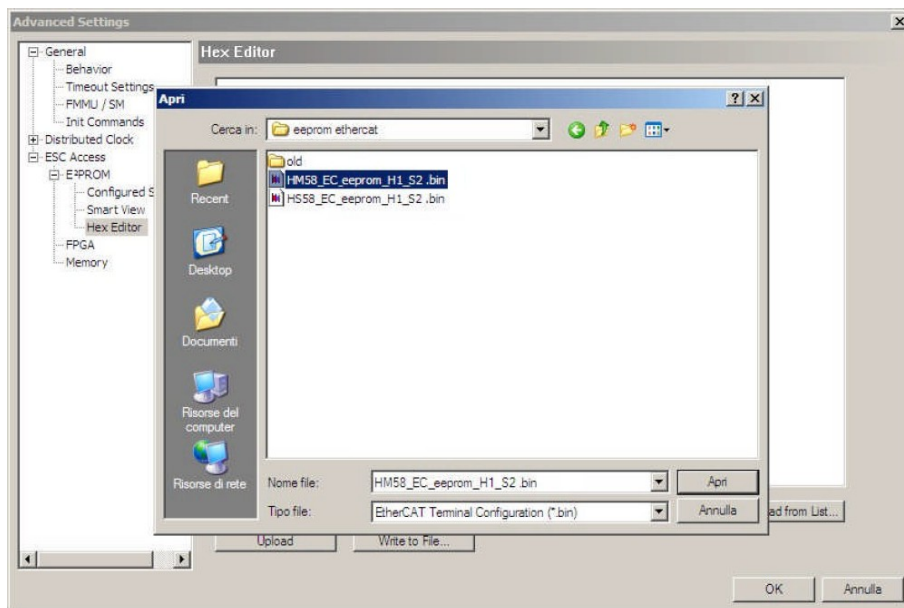 Advanced Settings
General
Behavior
Timeout Settings
FMMU / SM
Init Commands
Distributed Clock
ESC Access
E²PROM
Configured S
Smart View
Hex Editor
FPGA
Memory
Hex Editor
Apri
Cerca in:
eeprom ethercat
Recent
Desktop
Documenti
Risorse del
computer
Risorse di rete
old
HM58_EC_eeprom_H1_S2 .bin
HS58_EC_eeprom_H1_S2 .bin
Nome file:
HM58_EC_eeprom_H1_S2 .bin
Apri
Tipo file:
EtherCAT Terminal Configuration (*.bin)
Annulla
ad from List...
Upload
Write to File...
OK
Annulla